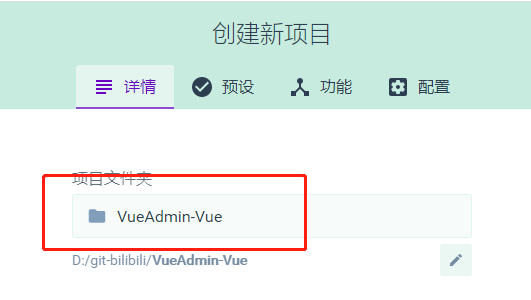 创建新项目
详情 预设 功能 配置
项目文件夹
VueAdmin-Vue
D:/git-bilibili/VueAdmin-Vue